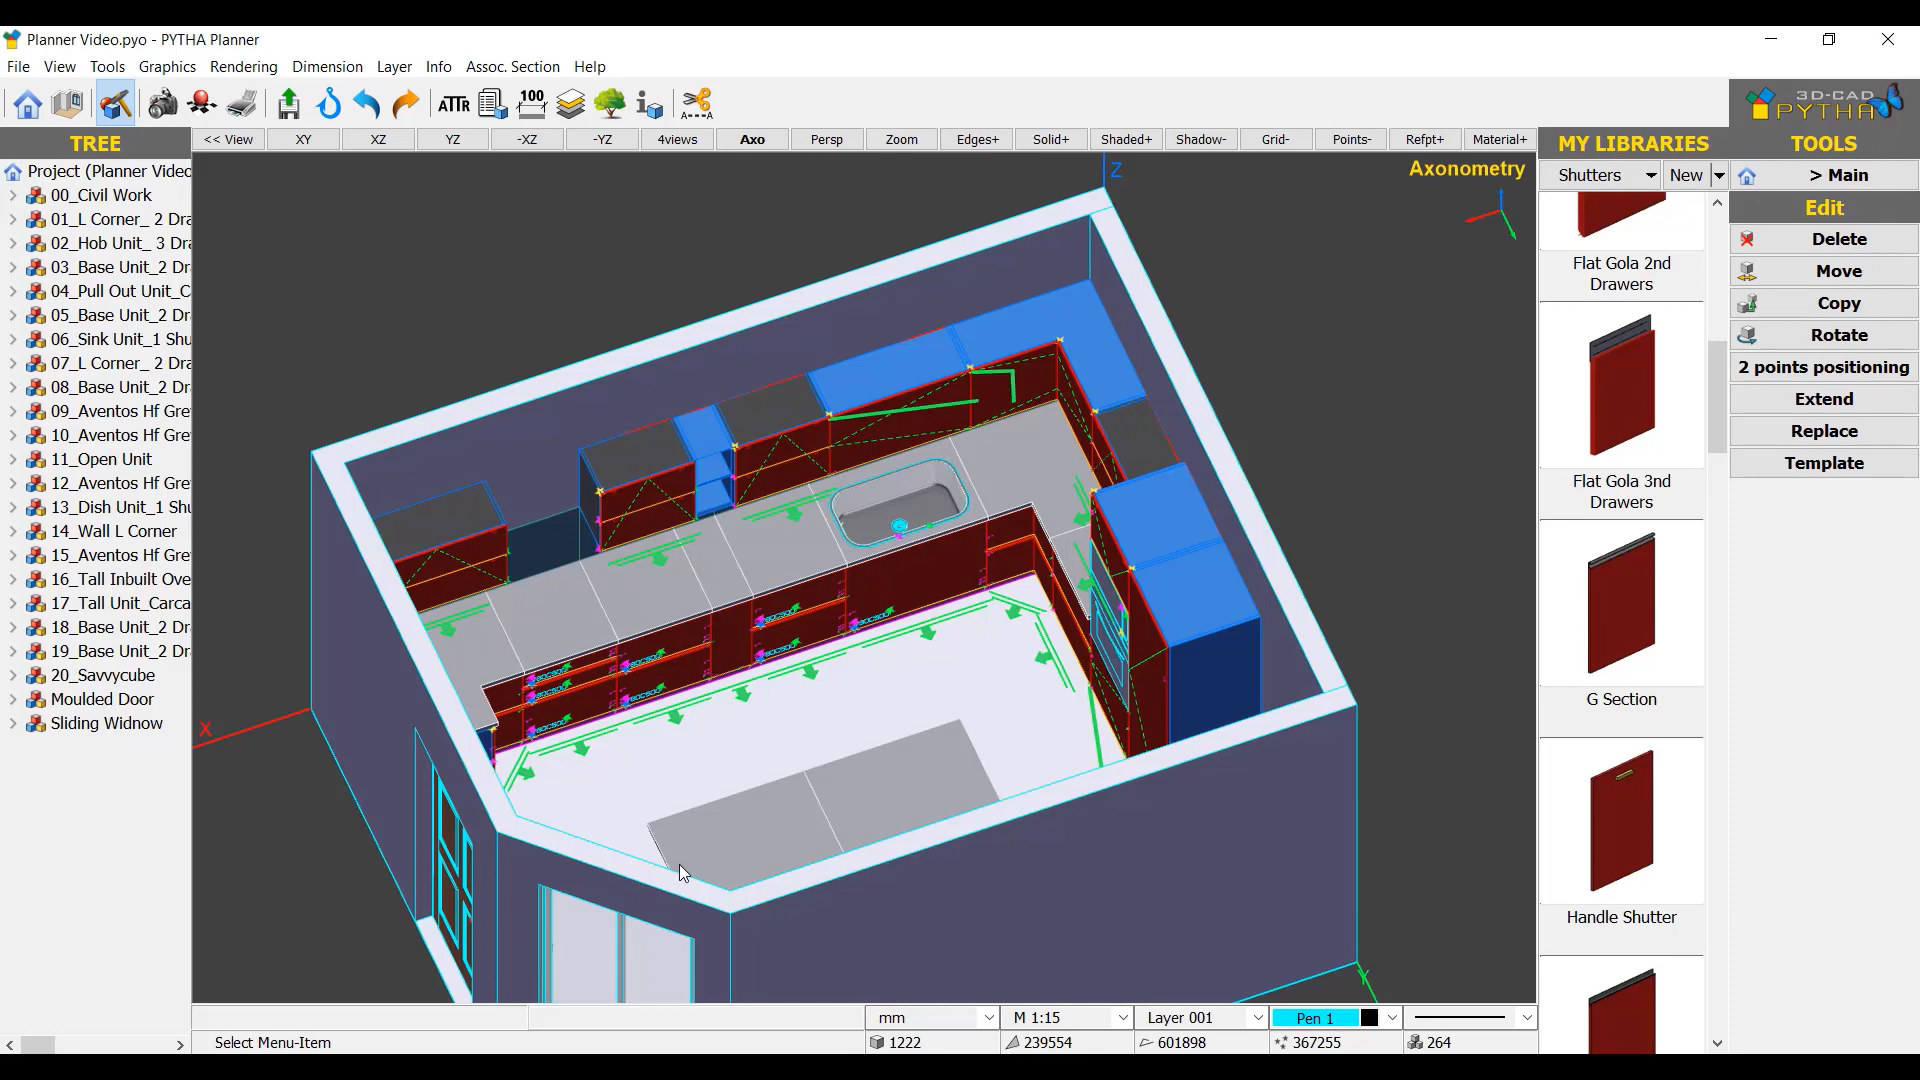 Planner Video.pyo - PYTHA Planner
File View Tools Graphics Rendering Dimension Layer Info Assoc. Section Help
ATTR 100 A---A
3D-CAD
PYTHA
TREE
<< View XY XZ YZ -XZ -YZ 4views Axo Persp Zoom Edges+ Solid+ Shaded+ Shadow- Grid- Points- Refpt+ Material+
MY LIBRARIES
TOOLS
Project (Planner Video
00_Civil Work
01_L Corner_ 2 Dra
02_Hob Unit_ 3 Dra
03_Base Unit_2 Dr
04_Pull Out Unit_C
05_Base Unit_2 Dr
06_Sink Unit_1 Shu
07_L Corner_ 2 Dra
08_Base Unit_2 Dr
09_Aventos Hf Gre
10_Aventos Hf Gre
11_Open Unit
12_Aventos Hf Gre
13_Dish Unit_1 Shu
14_Wall L Corner
15_Aventos Hf Gre
16_Tall Inbuilt Ove
17_Tall Unit_Carca
18_Base Unit_2 Dr
19_Base Unit_2 Dr
20_Savvycube
Moulded Door
Sliding Widnow
Axonometry
Z
X
Y
Shutters New
Flat Gola 2nd
Drawers
Flat Gola 3nd
Drawers
G Section
Handle Shutter
> Main
Edit
Delete
Move
Copy
Rotate
2 points positioning
Extend
Replace
Template
mm M 1:15 Layer 001 Pen 1
Select Menu-Item 1222 239554 601898 367255 264